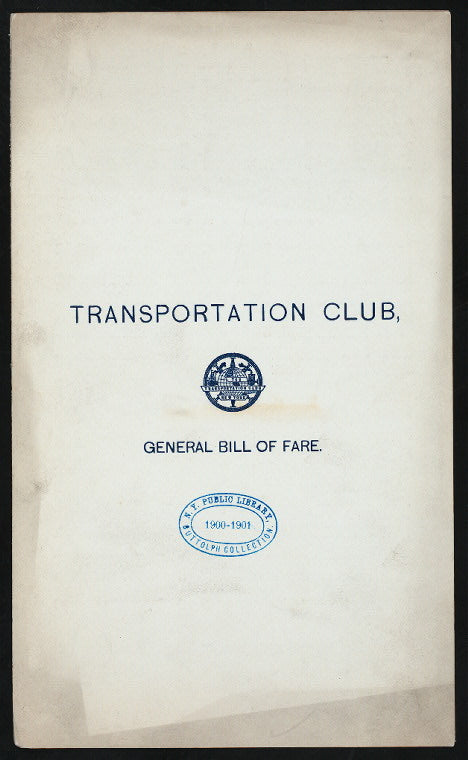 TRANSPORTATION CLUB,
TRANSPORTATION CLUB
NEW YORK
GENERAL BILL OF FARE.
N. Y. PUBLIC LIBRARY,
1900-1901
BUTTOLPH COLLECTION